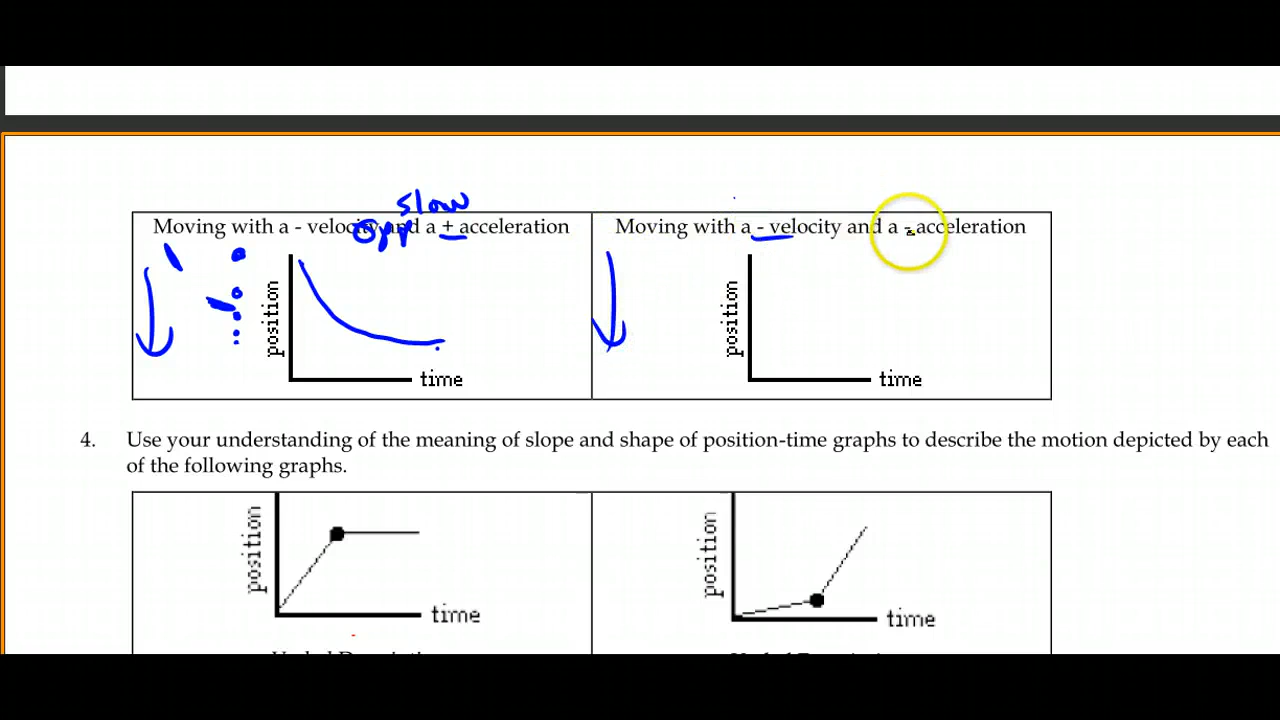 slow
Moving with a - velocity and a + acceleration
Opp
position
time
Moving with a - velocity and a - acceleration
position
time
4. Use your understanding of the meaning of slope and shape of position-time graphs to describe the motion depicted by each
of the following graphs.
position
time
position
time